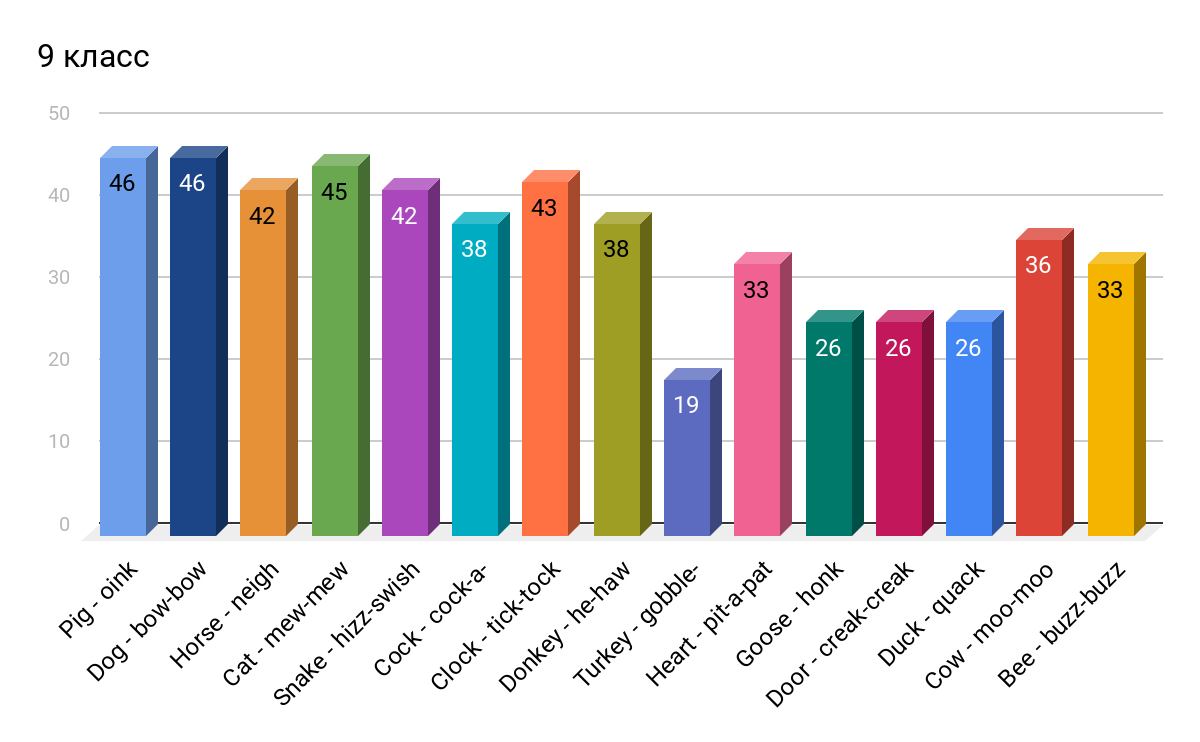 9 класс
50
40
30
20
10
0
46
46
42
45
42
38
43
38
19
33
26
26
26
36
33
Pig - oink
Dog - bow-bow
Horse - neigh
Cat - mew-mew
Snake - hizz-swish
Cock - cock-a-
Clock - tick-tock
Donkey - he-haw
Turkey - gobble-
Heart - pit-a-pat
Goose - honk
Door - creak-creak
Duck - quack
Cow - moo-moo
Bee - buzz-buzz